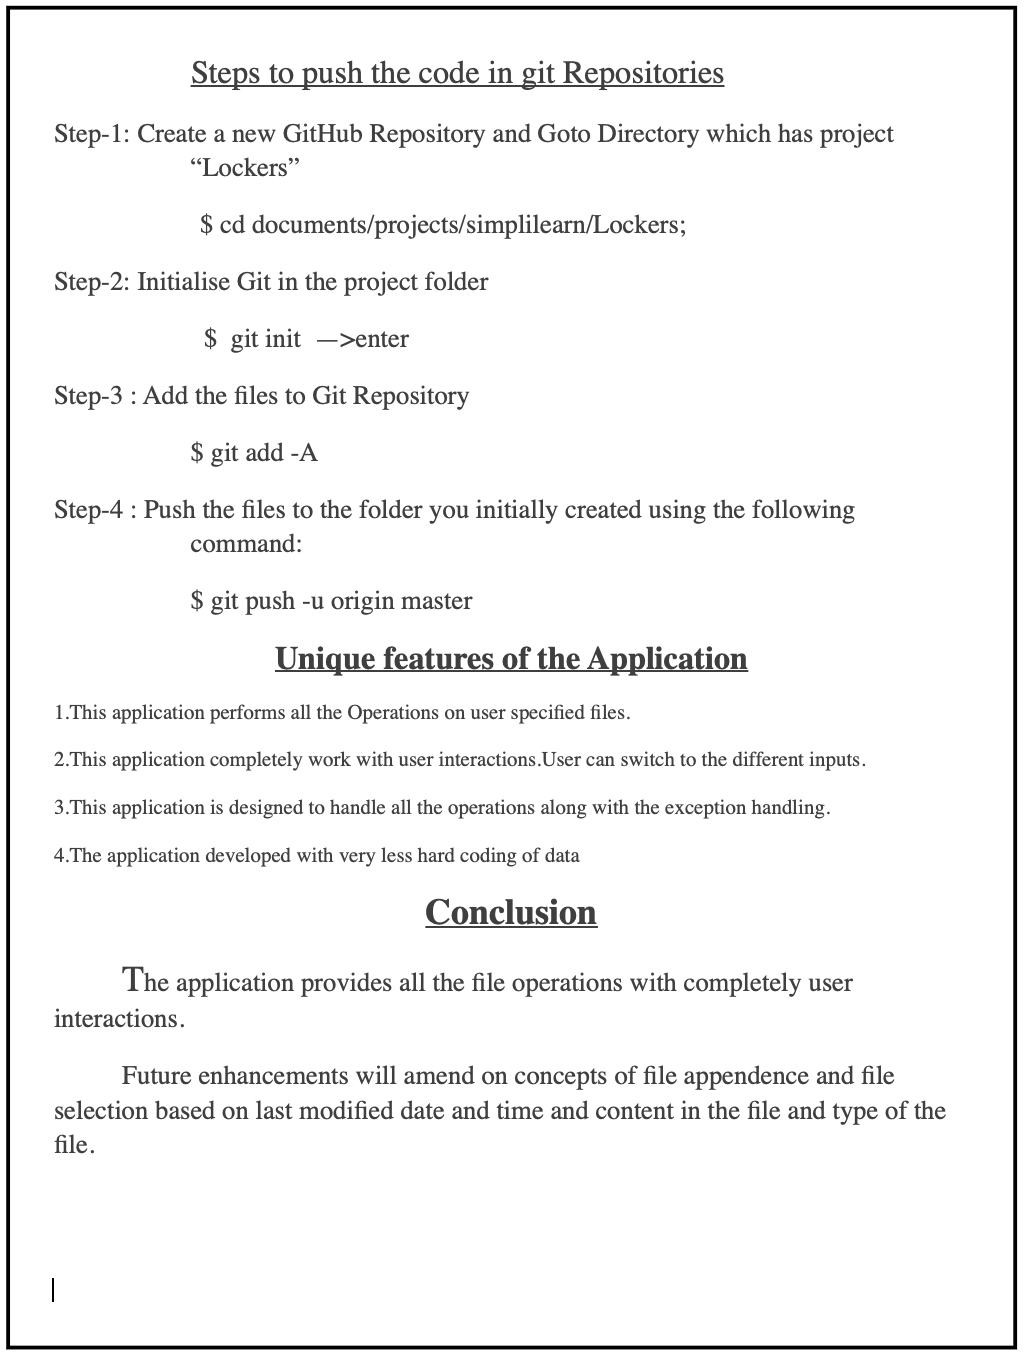 Steps to push the code in git Repositories
Step-1: Create a new GitHub Repository and Goto Directory which has project
“Lockers”
$ cd documents/projects/simplilearn/Lockers;
Step-2: Initialise Git in the project folder
$  git init  —>enter
Step-3 : Add the files to Git Repository
$ git add -A
Step-4 : Push the files to the folder you initially created using the following
command:
$ git push -u origin master
Unique features of the Application
1.This application performs all the Operations on user specified files.
2.This application completely work with user interactions.User can switch to the different inputs.
3.This application is designed to handle all the operations along with the exception handling.
4.The application developed with very less hard coding of data
Conclusion
The application provides all the file operations with completely user
interactions.
Future enhancements will amend on concepts of file appendence and file
selection based on last modified date and time and content in the file and type of the
file.